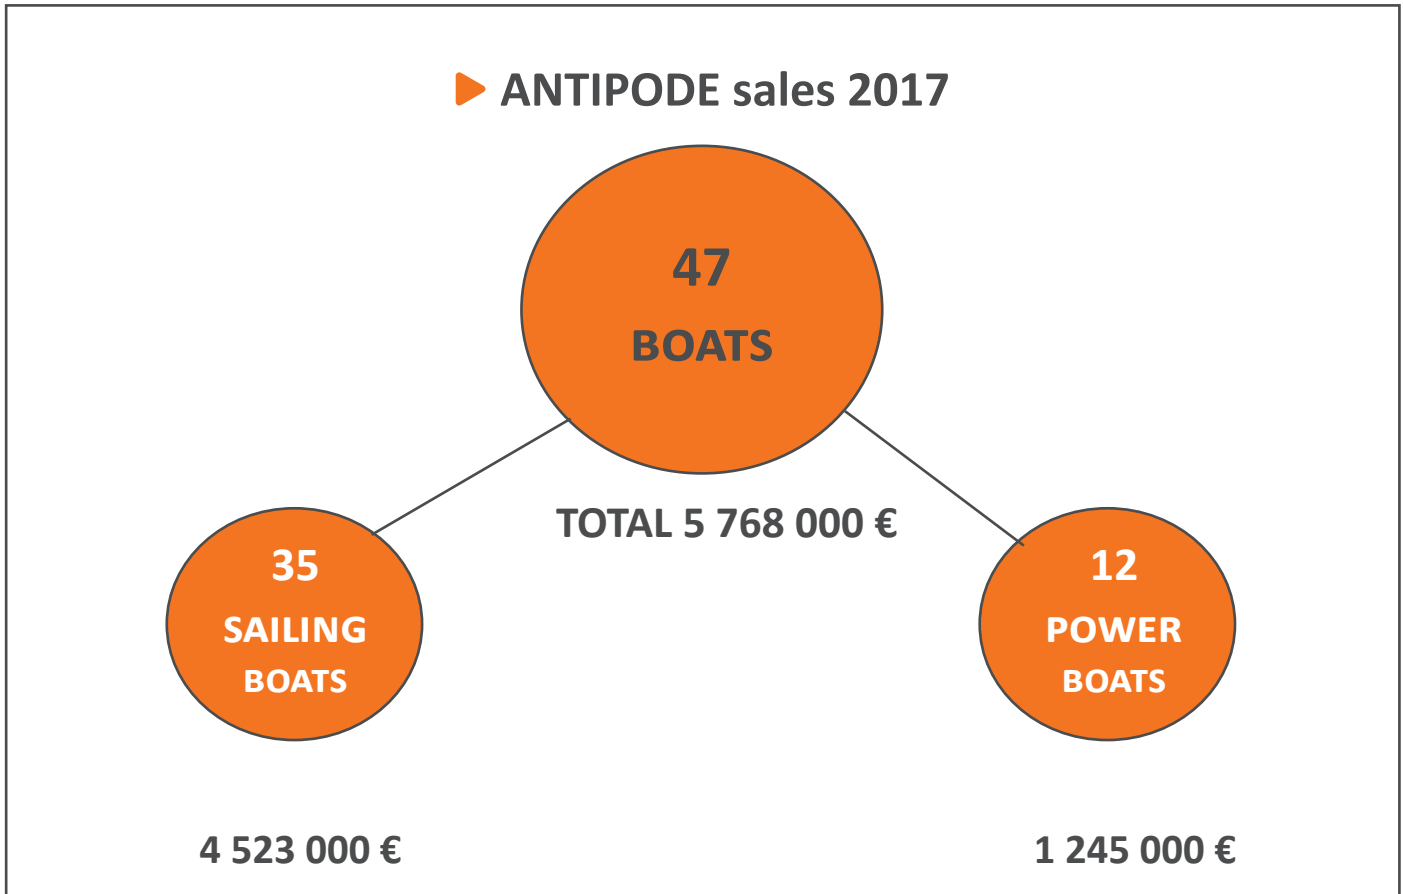 ANTIPODE sales 2017
47
BOATS
TOTAL 5 768 000 €
35
SAILING
BOATS
4 523 000 €
12
POWER
BOATS
1 245 000 €